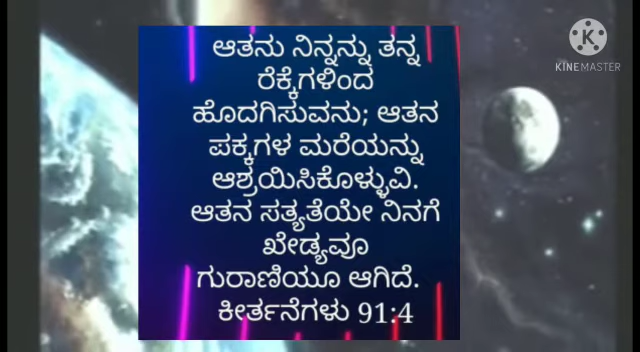 ಆತನು ನಿನ್ನನ್ನು ತನ್ನ
ರೆಕ್ಕೆಗಳಿಂದ
ಹೊದಗಿಸುವನು; ಆತನ
ಪಕ್ಕಗಳ ಮರೆಯನ್ನು
ಆಶ್ರಯಿಸಿಕೊಳ್ಳುವಿ.
ಆತನ ಸತ್ಯತೆಯೇ ನಿನಗೆ
ಖೇಡ್ಯವೂ
ಗುರಾಣಿಯೂ ಆಗಿದೆ.
ಕೀರ್ತನೆಗಳು 91:4
K
KINEMASTER